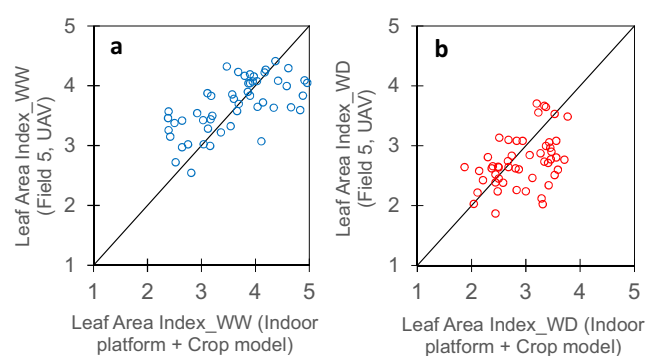 a
5
4
3
2
1
Leaf Area Index_WW
(Field 5, UAV)
1 2 3 4 5
Leaf Area Index_WW (Indoor
platform + Crop model)
b
5
4
3
2
1
Leaf Area Index_WD
(Field 5, UAV)
1 2 3 4 5
Leaf Area Index_WD (Indoor
platform + Crop model)